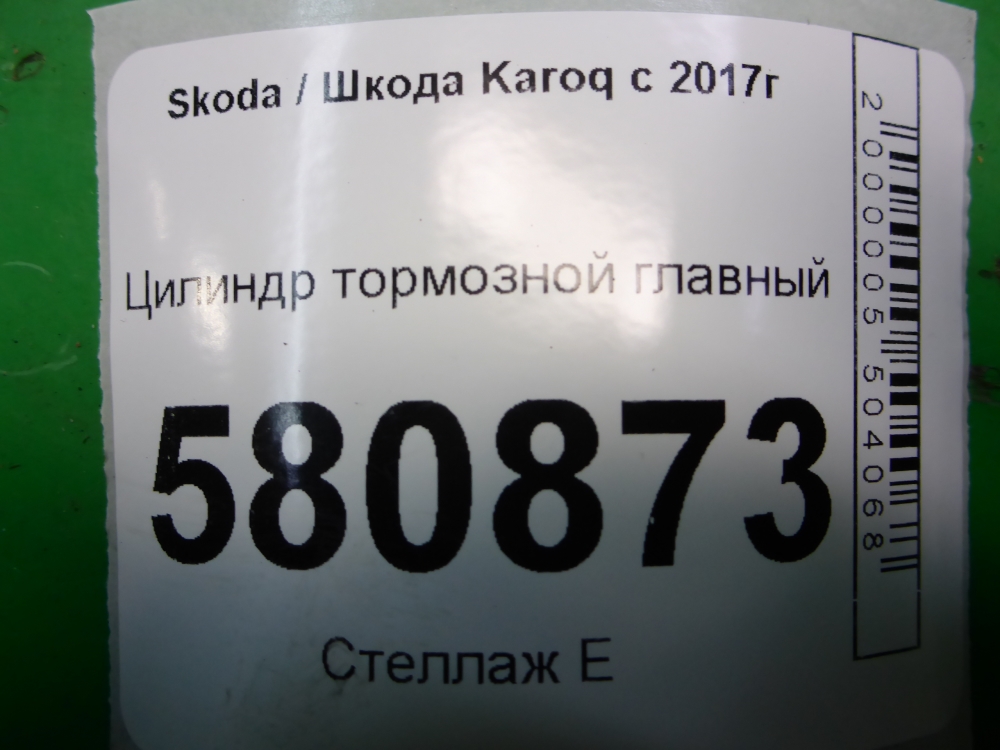 Skoda / Шкода Karoq с 2017г
Цилиндр тормозной главный
580873
Стеллаж Е
2000005504068